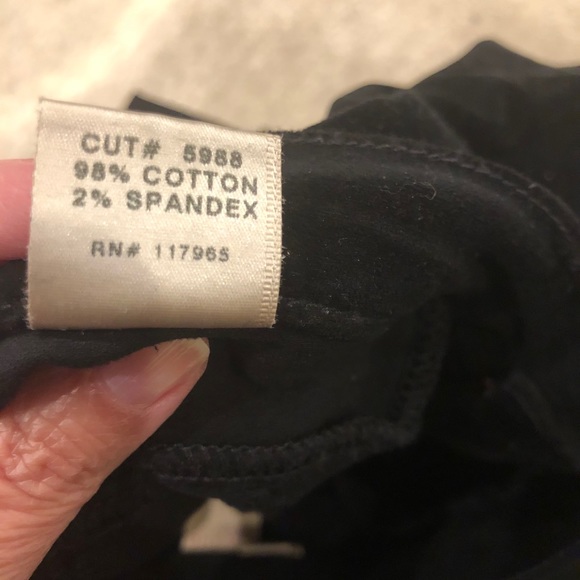 CUT# 5988
98% COTTON
2% SPANDEX
RN# 117965